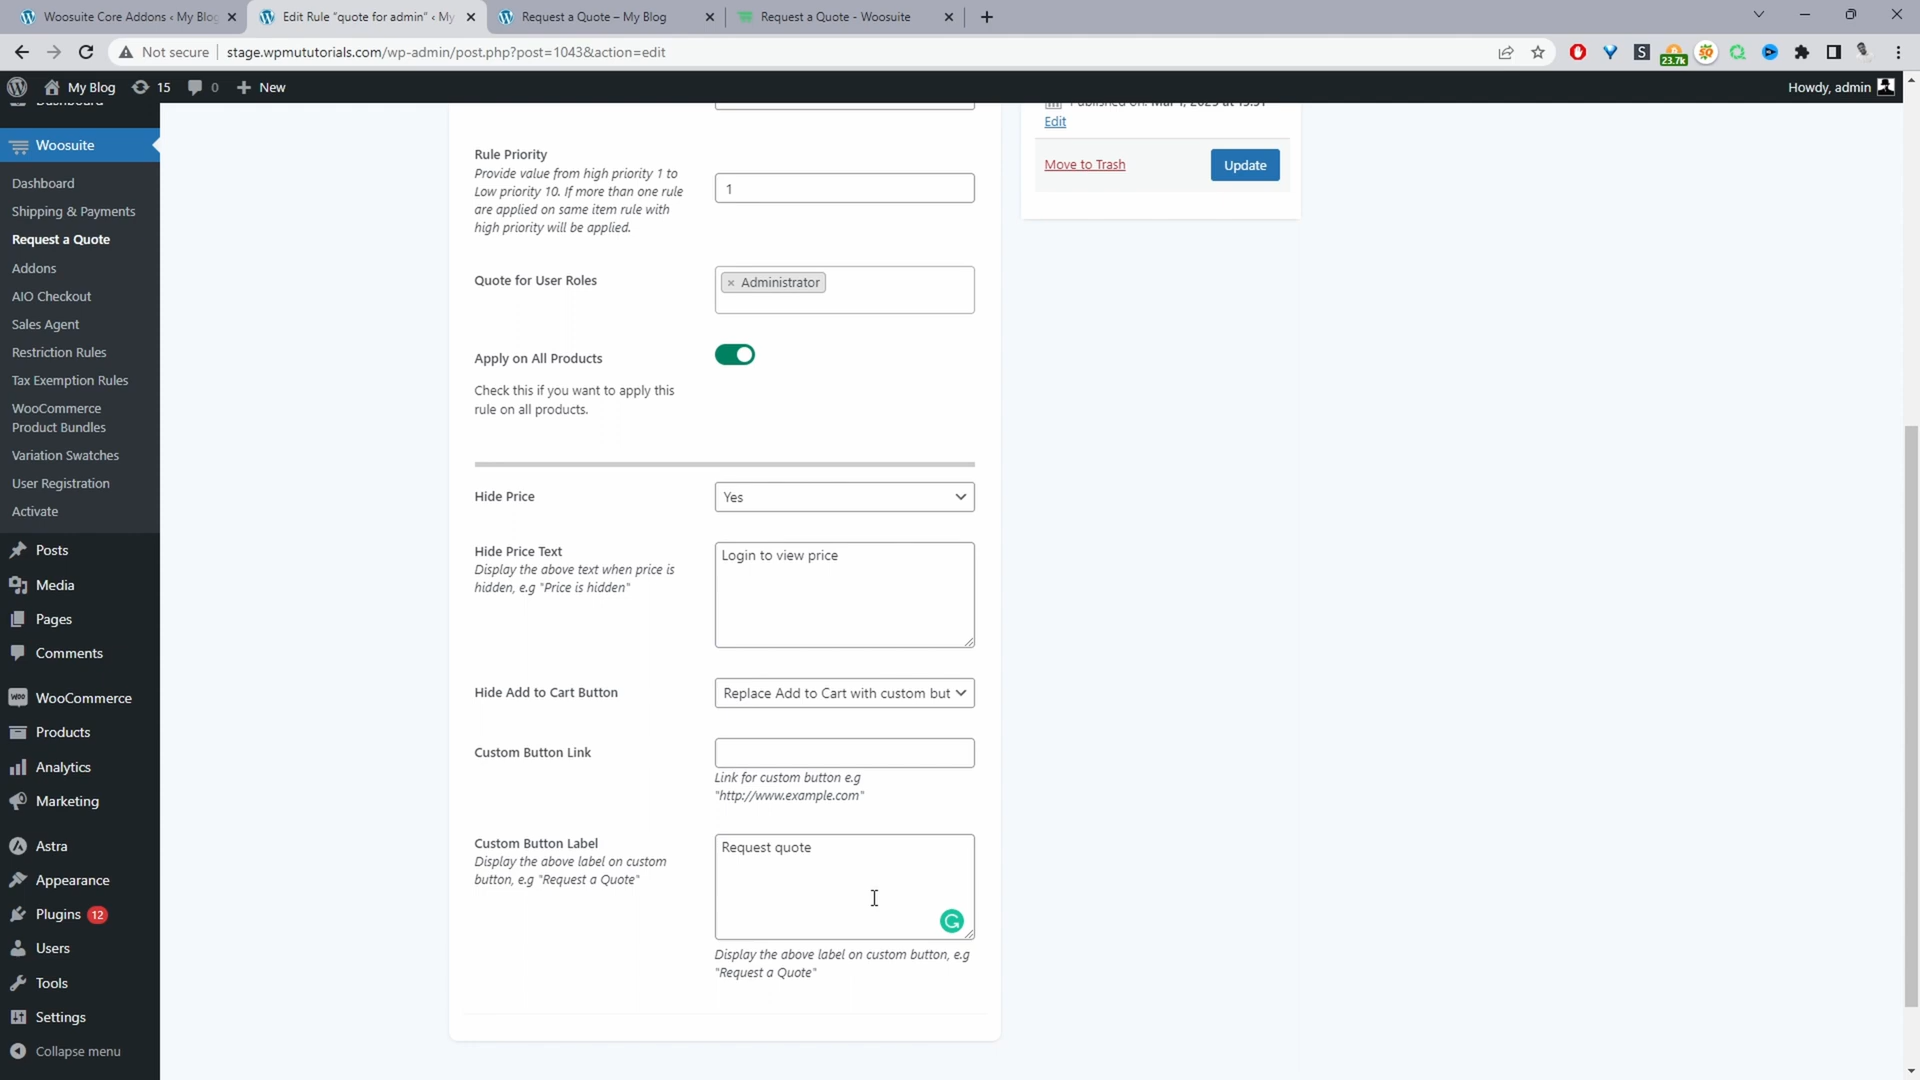 Woosuite Core Addons ‹ My Blog
Edit Rule "quote for admin" ‹ My
Request a Quote – My Blog
Request a Quote - Woosuite
Not secure
stage.wpmututorials.com/wp-admin/post.php?post=1043&action=edit
23.7k
My Blog
15
0
New
Howdy, admin
Dashboard
Woosuite
Dashboard
Shipping & Payments
Request a Quote
Addons
AIO Checkout
Sales Agent
Restriction Rules
Tax Exemption Rules
WooCommerce
Product Bundles
Variation Swatches
User Registration
Activate
Posts
Media
Pages
Comments
WooCommerce
Products
Analytics
Marketing
Astra
Appearance
Plugins 12
Users
Tools
Settings
Collapse menu
Rule Priority
Provide value from high priority 1 to
Low priority 10. If more than one rule
are applied on same item rule with
high priority will be applied.
1
Quote for User Roles
× Administrator
Apply on All Products
Check this if you want to apply this
rule on all products.
Hide Price
Yes
Hide Price Text
Display the above text when price is
hidden, e.g "Price is hidden"
Login to view price
Hide Add to Cart Button
Replace Add to Cart with custom but
Custom Button Link
Link for custom button e.g
"http://www.example.com"
Custom Button Label
Display the above label on custom
button, e.g "Request a Quote"
Request quote
Display the above label on custom button, e.g
"Request a Quote"
Edit
Move to Trash
Update